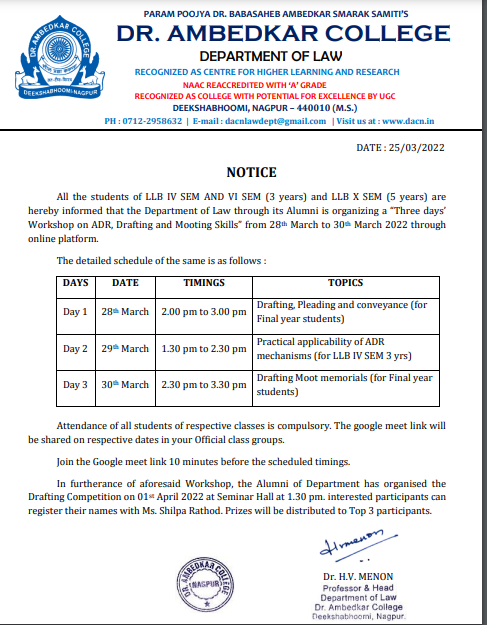 PARAM POOJYA DR. BABASAHEB AMBEDKAR SMARAK SAMITI'S
DR. AMBEDKAR COLLEGE
DEPARTMENT OF LAW
RECOGNIZED AS CENTRE FOR HIGHER LEARNING AND RESEARCH
NAAC REACCREDITED WITH 'A' GRADE
RECOGNIZED AS COLLEGE WITH POTENTIAL FOR EXCELLENCE BY UGC
DEEKSHABHOOMI, NAGPUR – 440010 (M.S.)
PH : 0712-2958632 | E-mail : dacnlawdept@gmail.com | Visit us at : www.dacn.in
DR. AMBEDKAR COLLEGE
DEEKSHABHOOMI-NAGPUR
DATE : 25/03/2022
NOTICE
All the students of LLB IV SEM AND VI SEM (3 years) and LLB X SEM (5 years) are
hereby informed that the Department of Law through its Alumni is organizing a "Three days'
Workshop on ADR, Drafting and Mooting Skills" from 28th March to 30th March 2022 through
online platform.
The detailed schedule of the same is as follows :
DAYS DATE TIMINGS TOPICS
Day 1 28th March 2.00 pm to 3.00 pm Drafting, Pleading and conveyance (for
Final year students)
Day 2 29th March 1.30 pm to 2.30 pm Practical applicability of ADR
mechanisms (for LLB IV SEM 3 yrs)
Day 3 30th March 2.30 pm to 3.30 pm Drafting Moot memorials (for Final year
students)
Attendance of all students of respective classes is compulsory. The google meet link will
be shared on respective dates in your Official class groups.
Join the Google meet link 10 minutes before the scheduled timings.
In furtherance of aforesaid Workshop, the Alumni of Department has organised the
Drafting Competition on 01st April 2022 at Seminar Hall at 1.30 pm. interested participants can
register their names with Ms. Shilpa Rathod. Prizes will be distributed to Top 3 participants.
AMBEDKAR COLLEGE
NAGPUR
Hvmenon
Dr. H.V. MENON
Professor & Head
Department of Law
Dr. Ambedkar College
Deekshabhoomi, Nagpur.